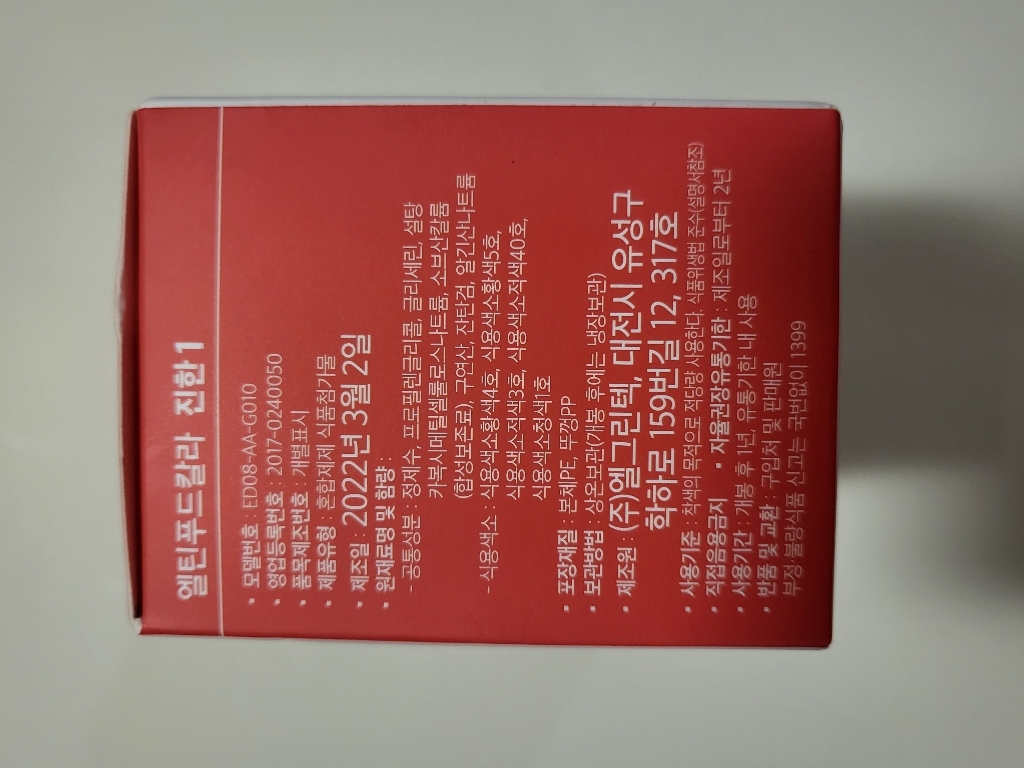 엘틴푸드칼라 진한1
• 모델번호 : ED08-AA-G010
• 영업등록번호 : 2017-0240050
• 품목제조번호 : 개별표시
• 제품유형 : 혼합제제 식품첨가물
• 제조일 : 2022년 3월 2일
• 원재료명 및 함량 :
- 공통성분 : 정제수, 프로필렌글리콜, 글리세린, 설탕
카복시메틸셀룰로스나트륨, 소브산칼륨
(합성보존료), 구연산, 잔탄검, 알긴산나트륨
- 식용색소 : 식용색소황색4호, 식용색소황색5호,
식용색소적색3호, 식용색소적색40호,
식용색소청색1호
• 포장재질 : 본체PE, 뚜껑PP
• 보관방법 : 상온보관(개봉 후에는 냉장보관)
• 제조원 : (주)엘그린텍, 대전시 유성구
학하로 159번길 12, 317호
• 사용기준 : 착색의 목적으로 적당량 사용한다. 식품위생법 준수(설명서참조)
• 직접음용금지 • 자율권장유통기한 : 제조일로부터 2년
• 사용기간 : 개봉 후 1년, 유통기한 내 사용
• 반품 및 교환 : 구입처 및 판매원
부정·불량식품 신고는 국번없이 1399